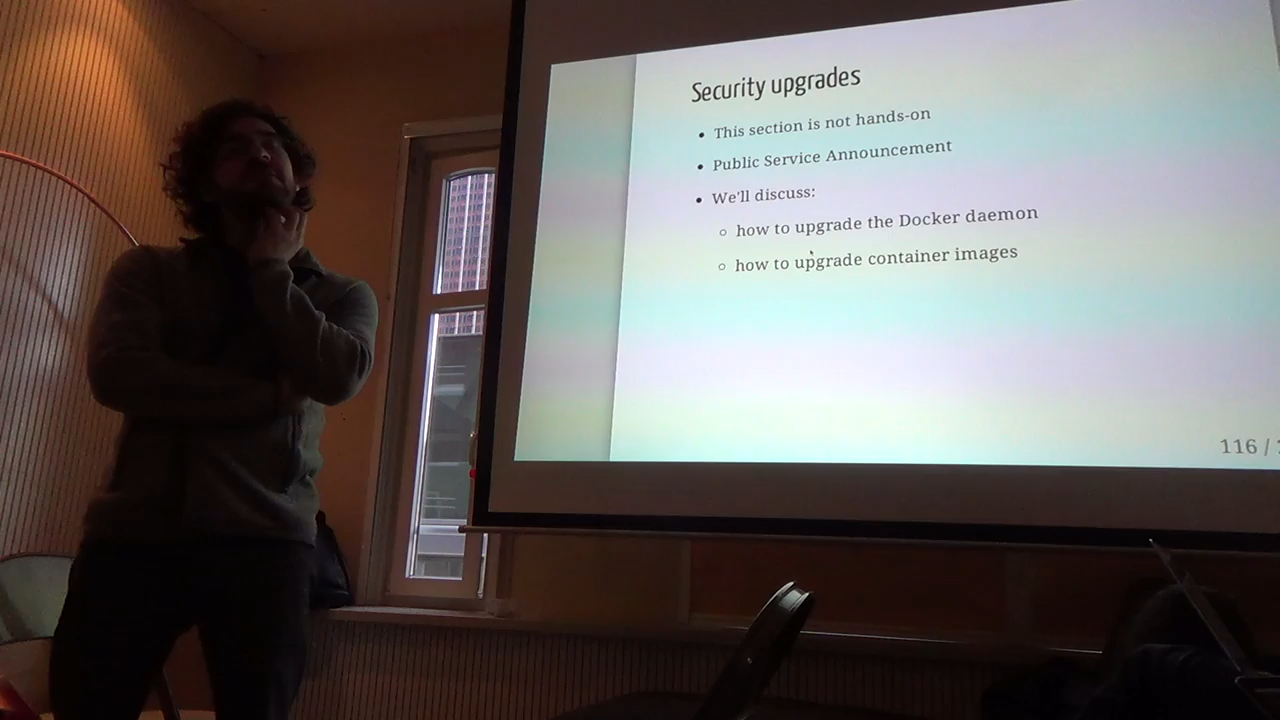 Security upgrades
This section is not hands-on
Public Service Announcement
We'll discuss:
how to upgrade the Docker daemon
how to upgrade container images
116 /